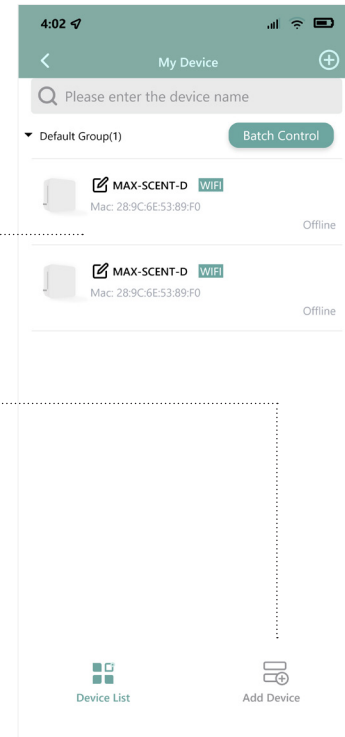 4:02
My Device
Please enter the device name
Default Group(1) Batch Control
MAX-SCENT-D WIFI
Mac: 28:9C:6E:53:89:F0
Offline
MAX-SCENT-D WIFI
Mac: 28:9C:6E:53:89:F0
Offline
Device List Add Device